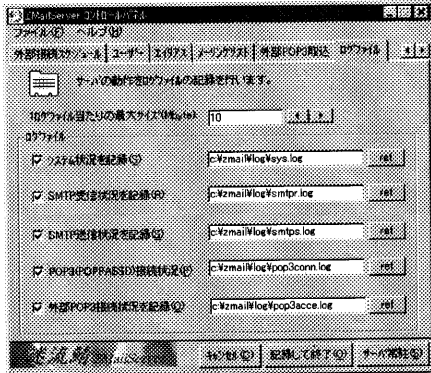 ZMailserver コントロールパネル
ファイル(F) ヘルプ(H)
外部接続スケジュール ユーザー エイリアス メーリングリスト 外部POP3取込 ログファイル
サーバの動作をログファイルの記録を行います。
1ログファイル当たりの最大サイズ(Mbyte) 10
ログファイル
システム状況を記録(S) c:¥zmail¥log¥sys.log ref
SMTP受信状況を記録(R) c:¥zmail¥log¥smtpr.log ref
SMTP送信状況を記録(S) c:¥zmail¥log¥smtps.log ref
POP3(POPPASSD)接続状況(P) c:¥zmail¥log¥pop3conn.log ref
外部POP3接続状況を記録(O) c:¥zmail¥log¥pop3acce.log ref
キャンセル(C) 記録して終了(O)